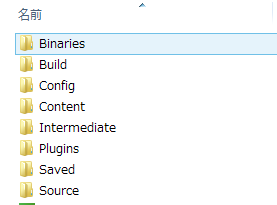 名前
Binaries
Build
Config
Content
Intermediate
Plugins
Saved
Source